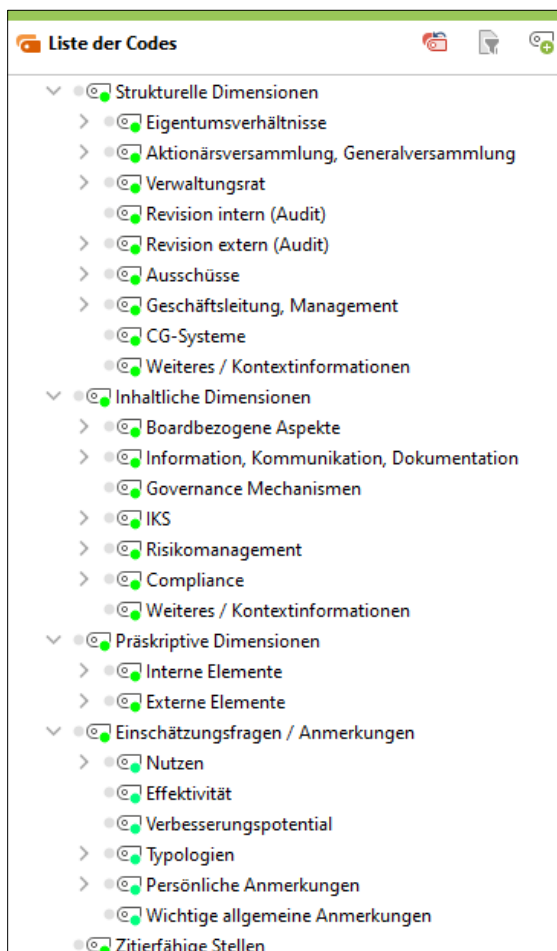 Liste der Codes
Strukturelle Dimensionen
Eigentumsverhältnisse
Aktionärsversammlung, Generalversammlung
Verwaltungsrat
Revision intern (Audit)
Revision extern (Audit)
Ausschüsse
Geschäftsleitung, Management
CG-Systeme
Weiteres / Kontextinformationen
Inhaltliche Dimensionen
Boardbezogene Aspekte
Information, Kommunikation, Dokumentation
Governance Mechanismen
IKS
Risikomanagement
Compliance
Weiteres / Kontextinformationen
Präskriptive Dimensionen
Interne Elemente
Externe Elemente
Einschätzungsfragen / Anmerkungen
Nutzen
Effektivität
Verbesserungspotential
Typologien
Persönliche Anmerkungen
Wichtige allgemeine Anmerkungen
Zitierfähige Stellen